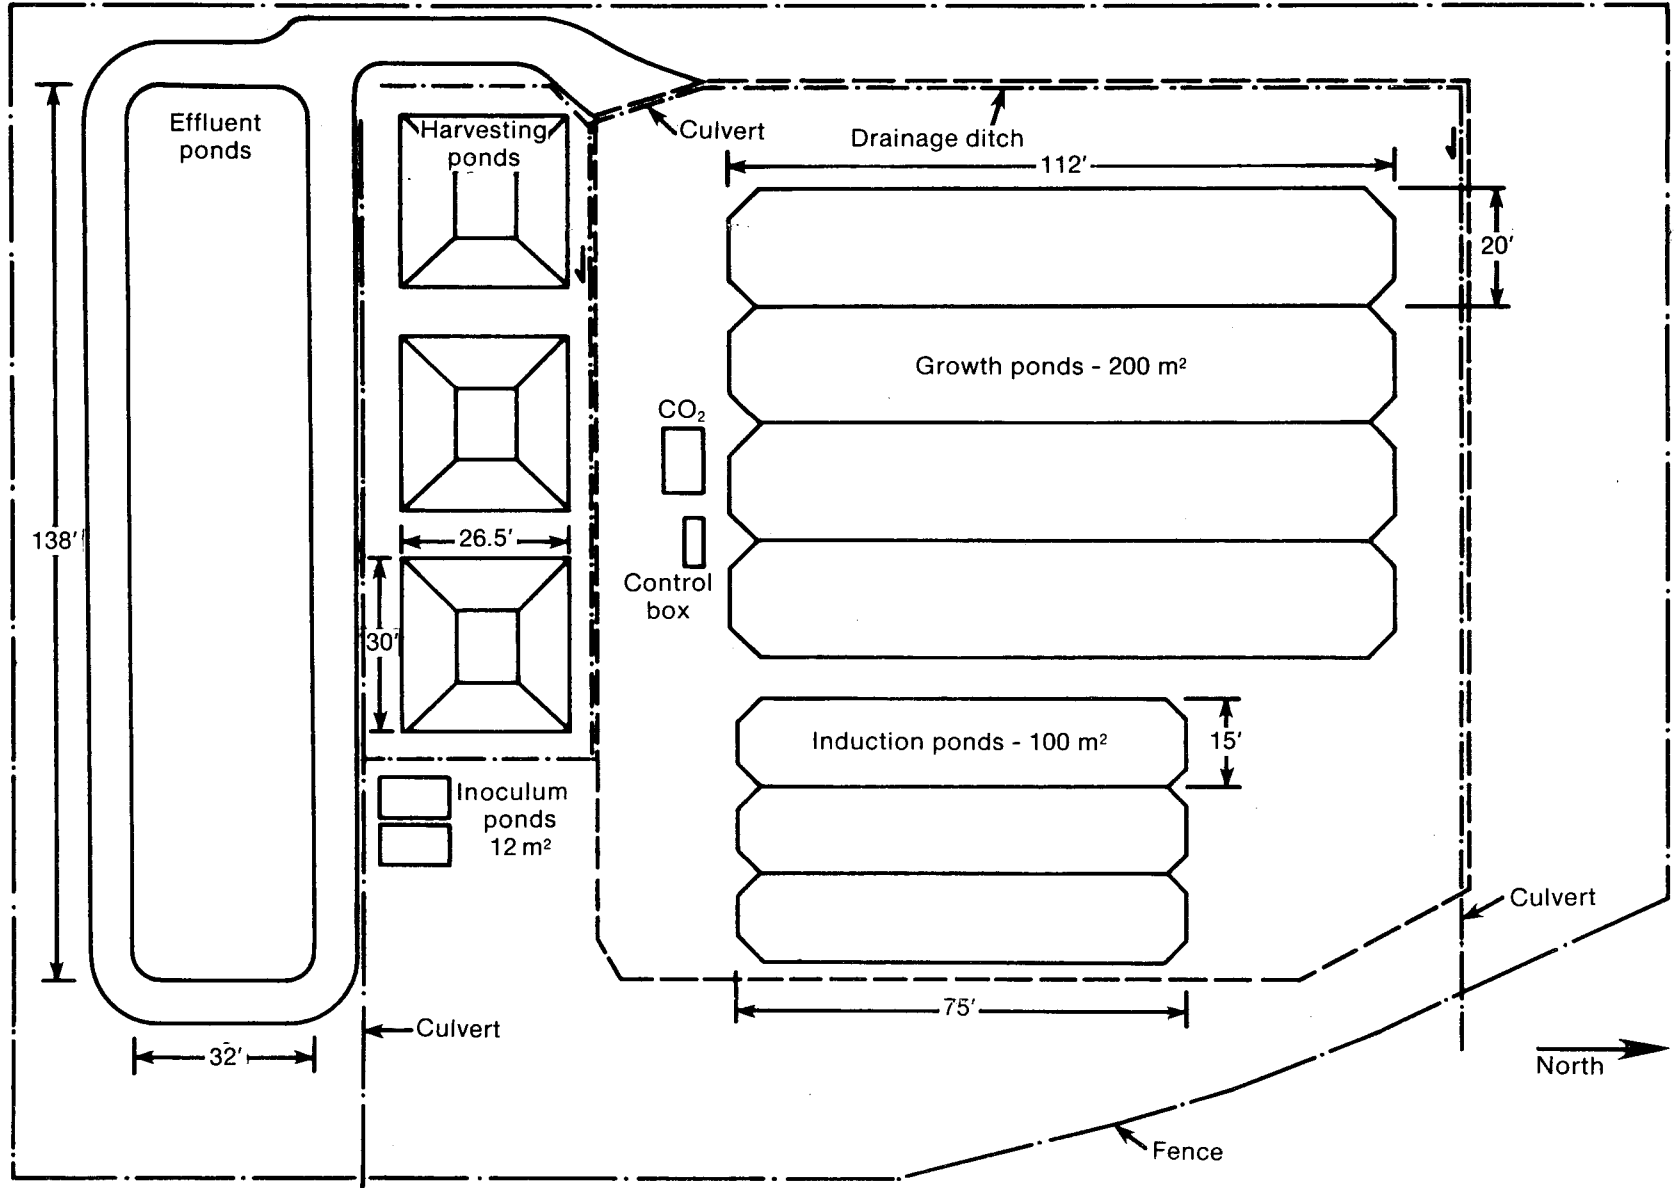 Effluent
ponds
Harvesting
ponds
Culvert
Drainage ditch
112'
20'
Growth ponds - 200 m²
CO₂
138'
26.5'
Control
box
30'
Induction ponds - 100 m²
15'
Inoculum
ponds
12 m²
Culvert
75'
Culvert
32'
North
Fence